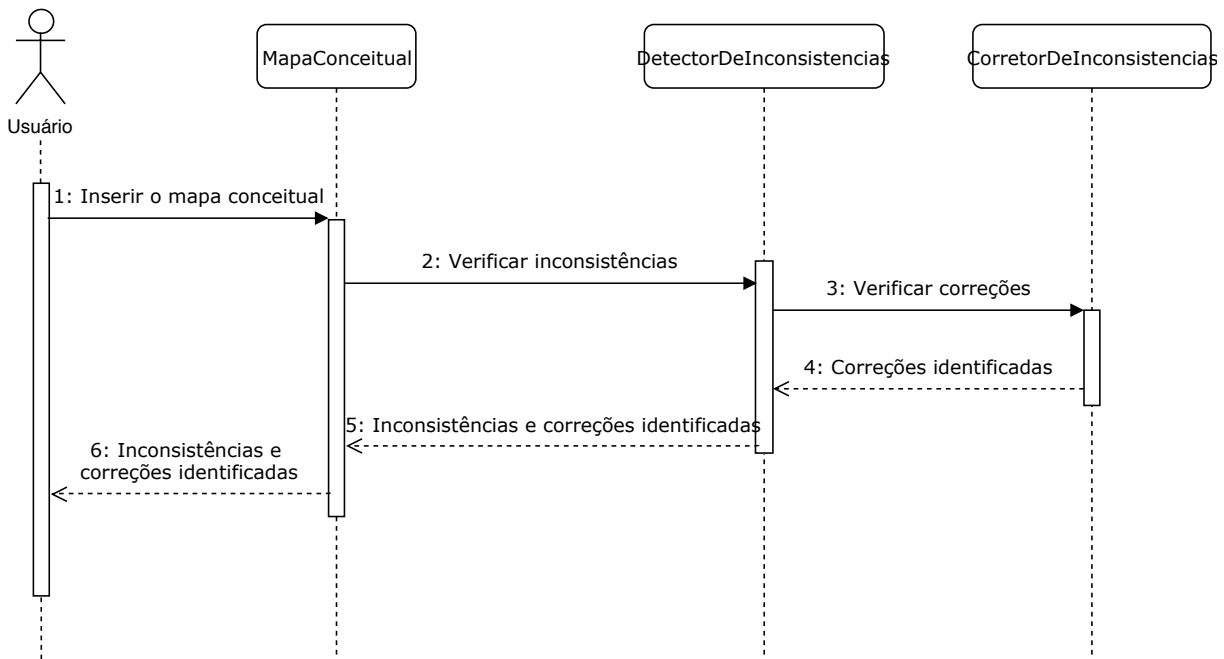 MapaConceitual
DetectorDeInconsistencias
CorretorDeInconsistencias
Usuário
1: Inserir o mapa conceitual
2: Verificar inconsistências
3: Verificar correções
4: Correções identificadas
5: Inconsistências e correções identificadas
6: Inconsistências e
correções identificadas